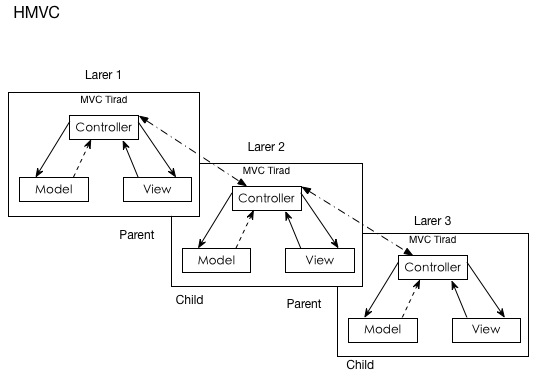 HMVC
Larer 1
MVC Tirad
Controller
Model
View
Parent
Larer 2
MVC Tirad
Controller
Model
View
Child
Parent
Larer 3
MVC Tirad
Controller
Model
View
Child